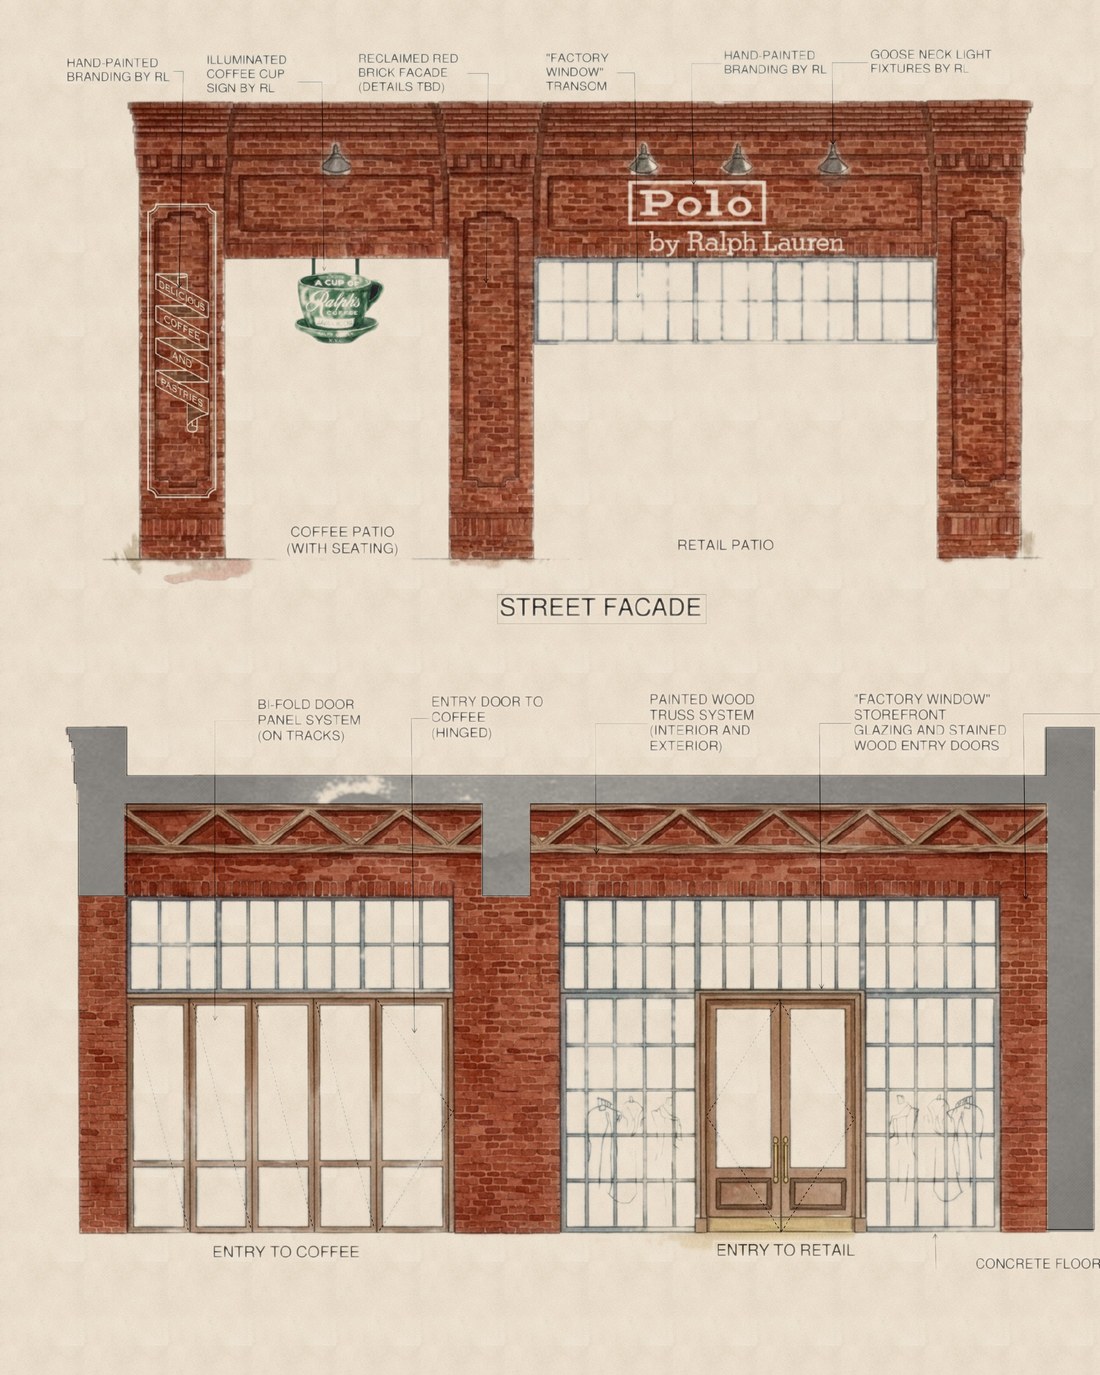 HAND-PAINTED
BRANDING BY RL
ILLUMINATED
COFFEE CUP
SIGN BY RL
RECLAIMED RED
BRICK FACADE
(DETAILS TBD)
"FACTORY
WINDOW"
TRANSOM
HAND-PAINTED
BRANDING BY RL
GOOSE NECK LIGHT
FIXTURES BY RL
Polo
by Ralph Lauren
DELICIOUS
COFFEE
AND
PASTRIES
A CUP OF
Ralph's
COFFEE
COFFEE PATIO
(WITH SEATING)
RETAIL PATIO
STREET FACADE
BI-FOLD DOOR
PANEL SYSTEM
(ON TRACKS)
ENTRY DOOR TO
COFFEE
(HINGED)
PAINTED WOOD
TRUSS SYSTEM
(INTERIOR AND
EXTERIOR)
"FACTORY WINDOW"
STOREFRONT
GLAZING AND STAINED
WOOD ENTRY DOORS
ENTRY TO COFFEE
ENTRY TO RETAIL
CONCRETE FLOOR